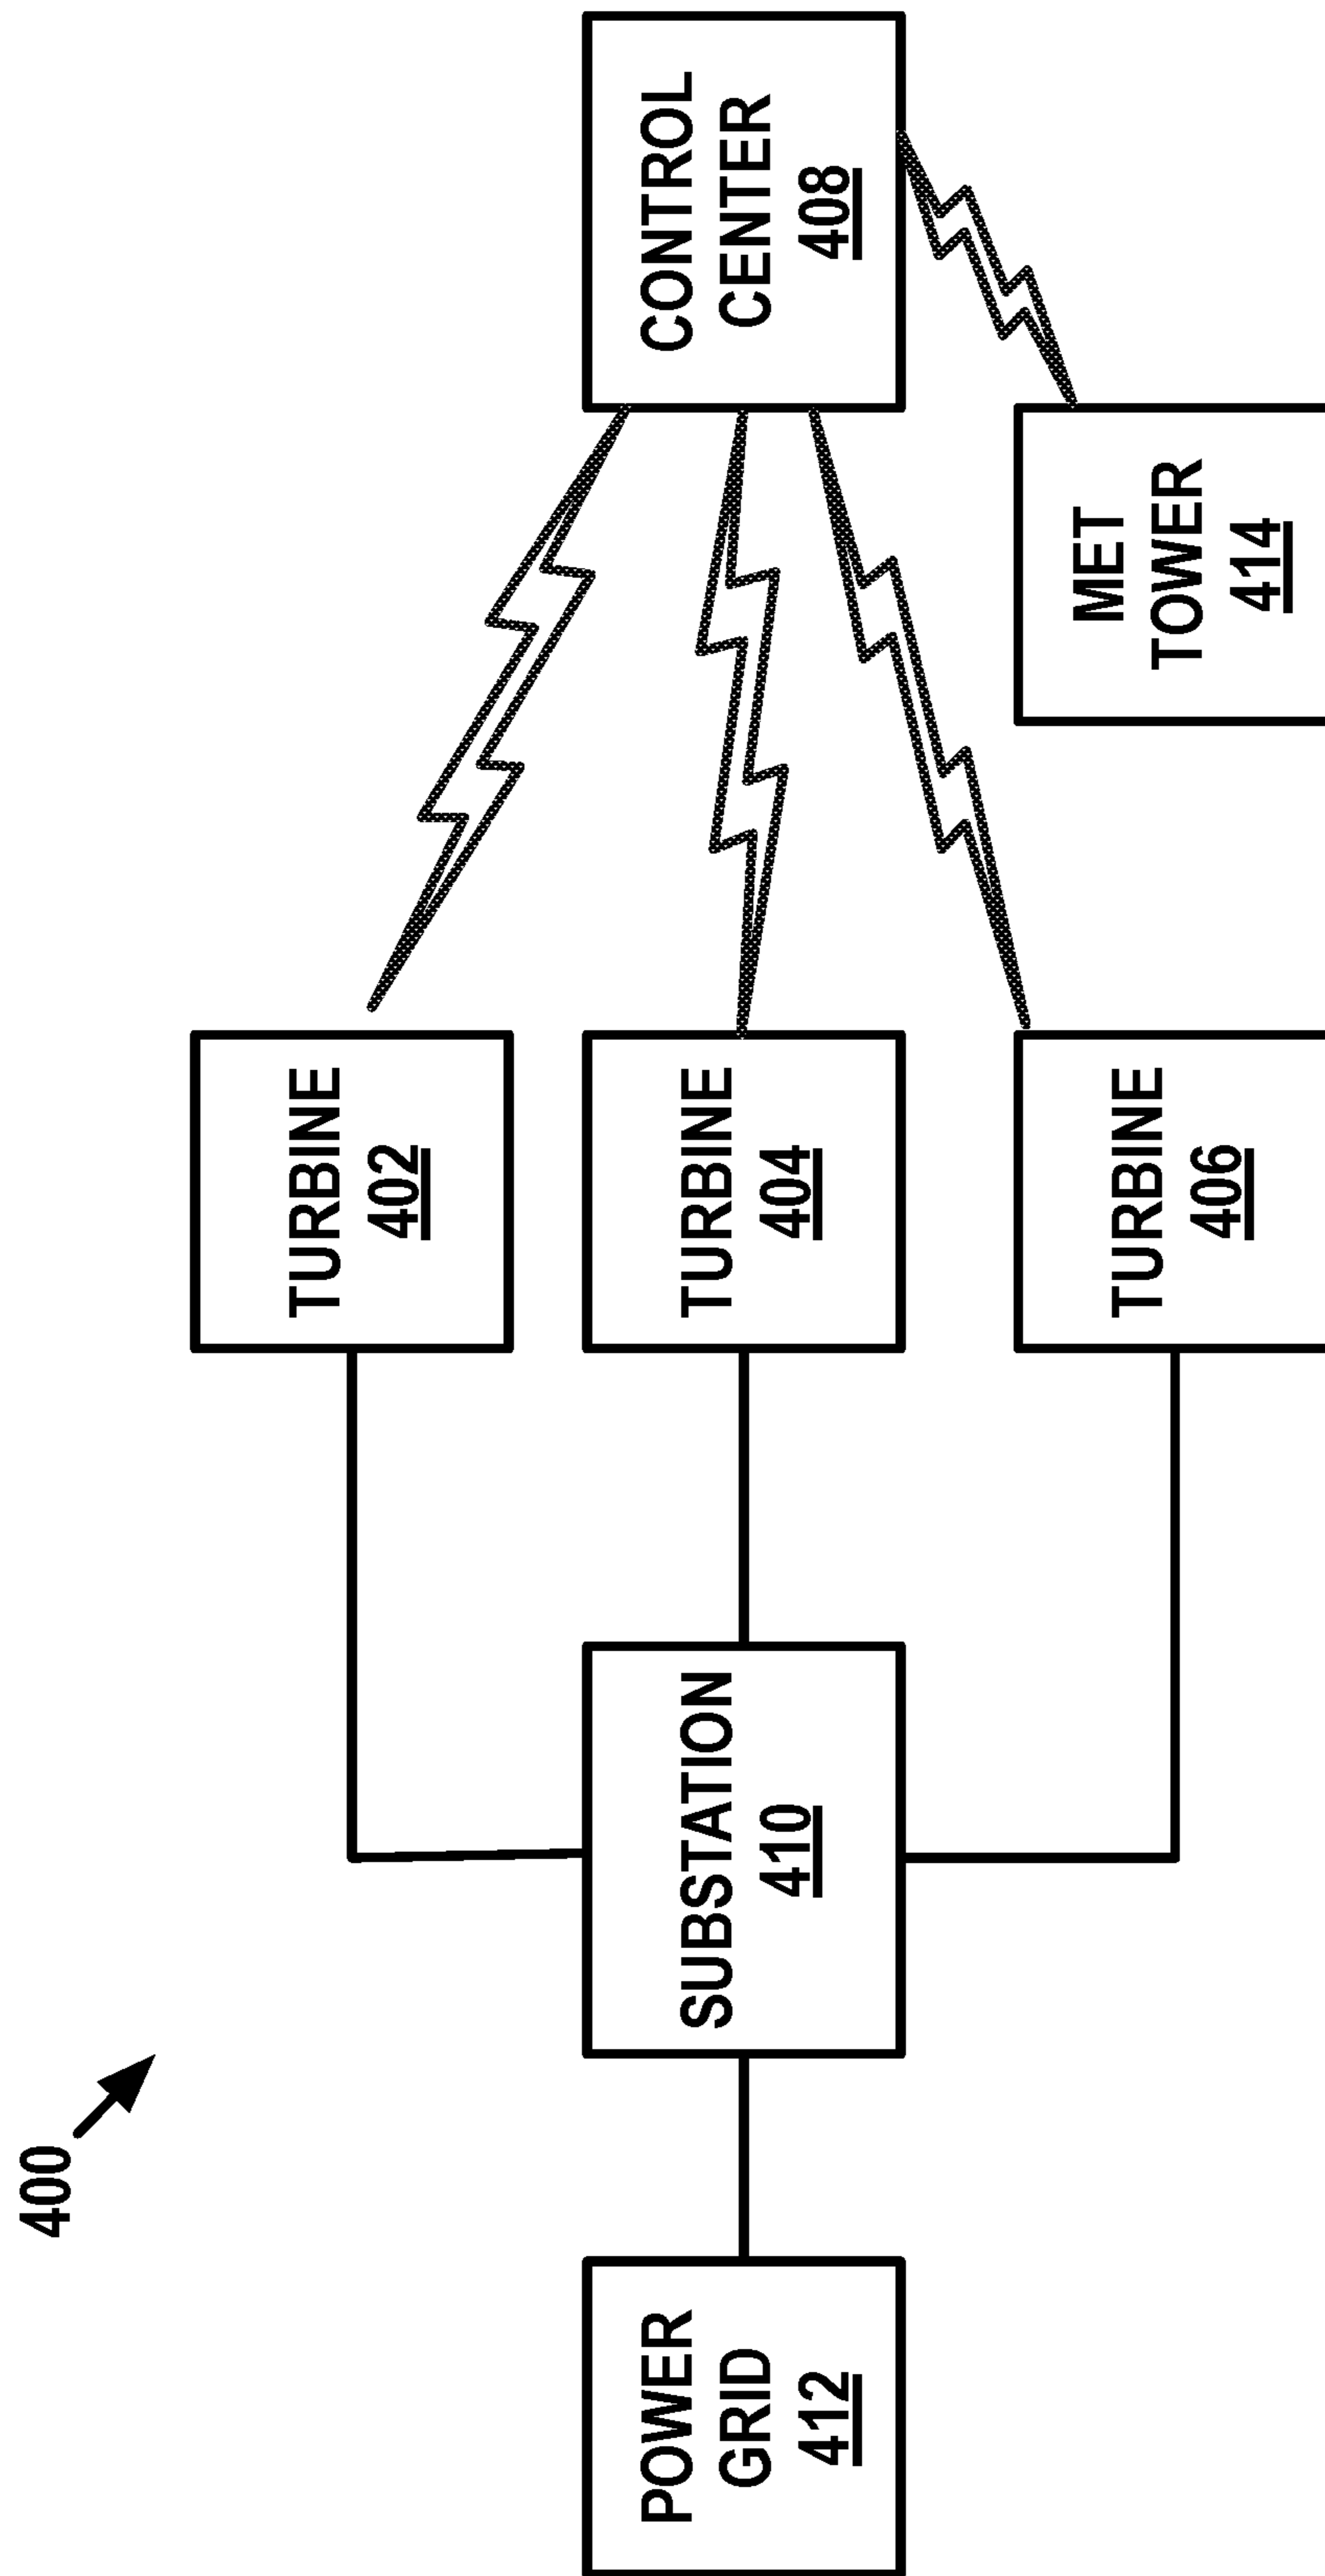 400
TURBINE
402
POWER
GRID
412
SUBSTATION
410
TURBINE
404
CONTROL
CENTER
408
TURBINE
406
MET
TOWER
414